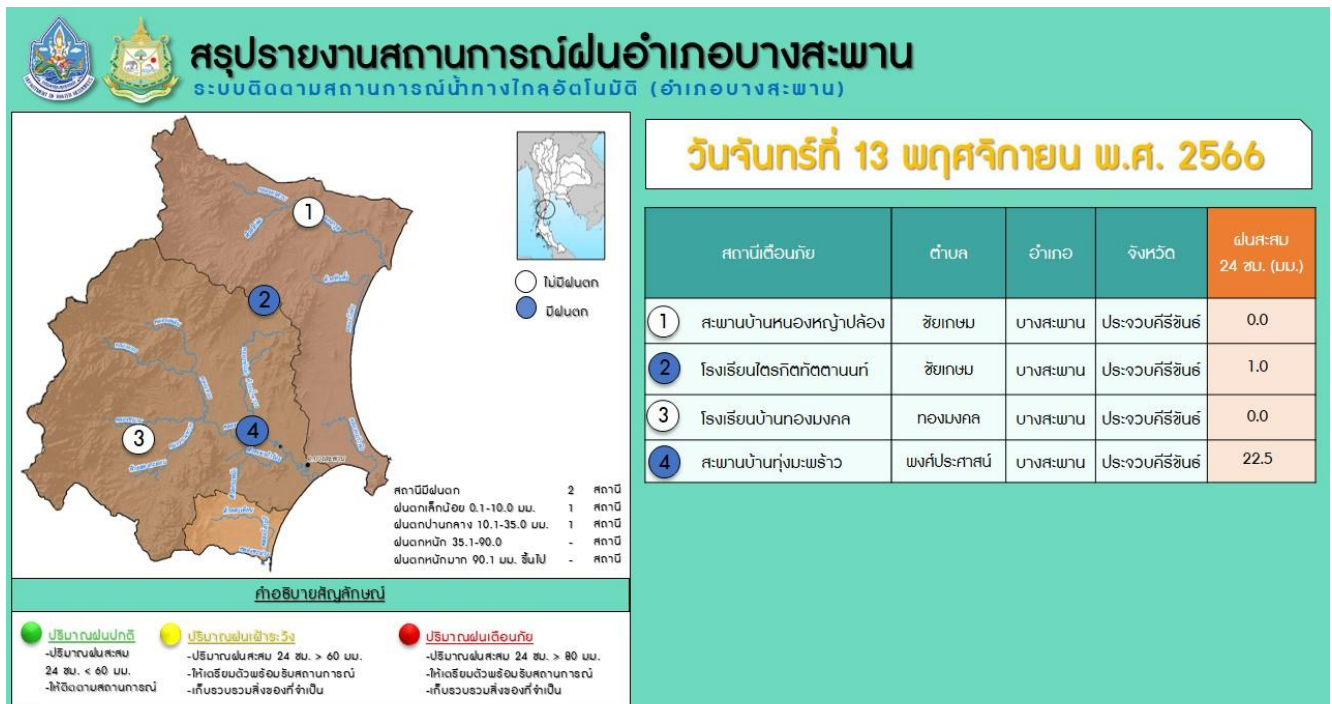 สรุปรายงานสถานการณ์ฝนอำเภอบางสะพาน
ระบบติดตามสถานการณ์น้ำทางไกลอัตโนมัติ (อำเภอบางสะพาน)
วันจันทร์ที่ 13 พฤศจิกายน พ.ศ. 2566
1
2
3
4
ไม่มีฝนตก
มีฝนตก
สถานีมีฝนตก 2 สถานี
ฝนตกเล็กน้อย 0.1-10.0 มม. 1 สถานี
ฝนตกปานกลาง 10.1-35.0 มม. 1 สถานี
ฝนตกหนัก 35.1-90.0 - สถานี
ฝนตกหนักมาก 90.1 มม. ขึ้นไป - สถานี
คำอธิบายสัญลักษณ์
ปริมาณฝนปกติ
-ปริมาณฝนสะสม
24 ชม. < 60 มม.
-ให้ติดตามสถานการณ์
ปริมาณฝนเฝ้าระวัง
-ปริมาณฝนสะสม 24 ชม. > 60 มม.
-ให้เตรียมตัวพร้อมรับสถานการณ์
-เก็บรวบรวมสิ่งของที่จำเป็น
ปริมาณฝนเตือนภัย
-ปริมาณฝนสะสม 24 ชม. > 80 มม.
-ให้เตรียมตัวพร้อมรับสถานการณ์
-เก็บรวบรวมสิ่งของที่จำเป็น
สถานีเตือนภัย ตำบล อำเภอ จังหวัด ฝนสะสม
24 ชม. (มม.)
1 สะพานบ้านหนองหญ้าปล้อง ชัยเกษม บางสะพาน ประจวบคีรีขันธ์ 0.0
2 โรงเรียนไตรกิตทัตตานนท์ ชัยเกษม บางสะพาน ประจวบคีรีขันธ์ 1.0
3 โรงเรียนบ้านทองมงคล ทองมงคล บางสะพาน ประจวบคีรีขันธ์ 0.0
4 สะพานบ้านทุ่งมะพร้าว พงศ์ประศาสน์ บางสะพาน ประจวบคีรีขันธ์ 22.5